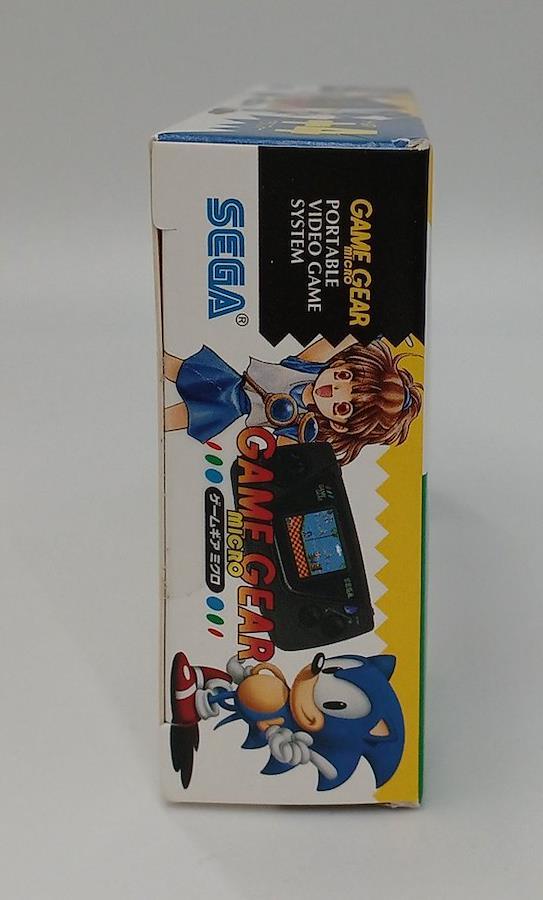 GAME GEAR
MICRO
PORTABLE
VIDEO GAME
SYSTEM
SEGA®
GAME GEAR
MICRO
ゲームギア ミクロ
SEGA